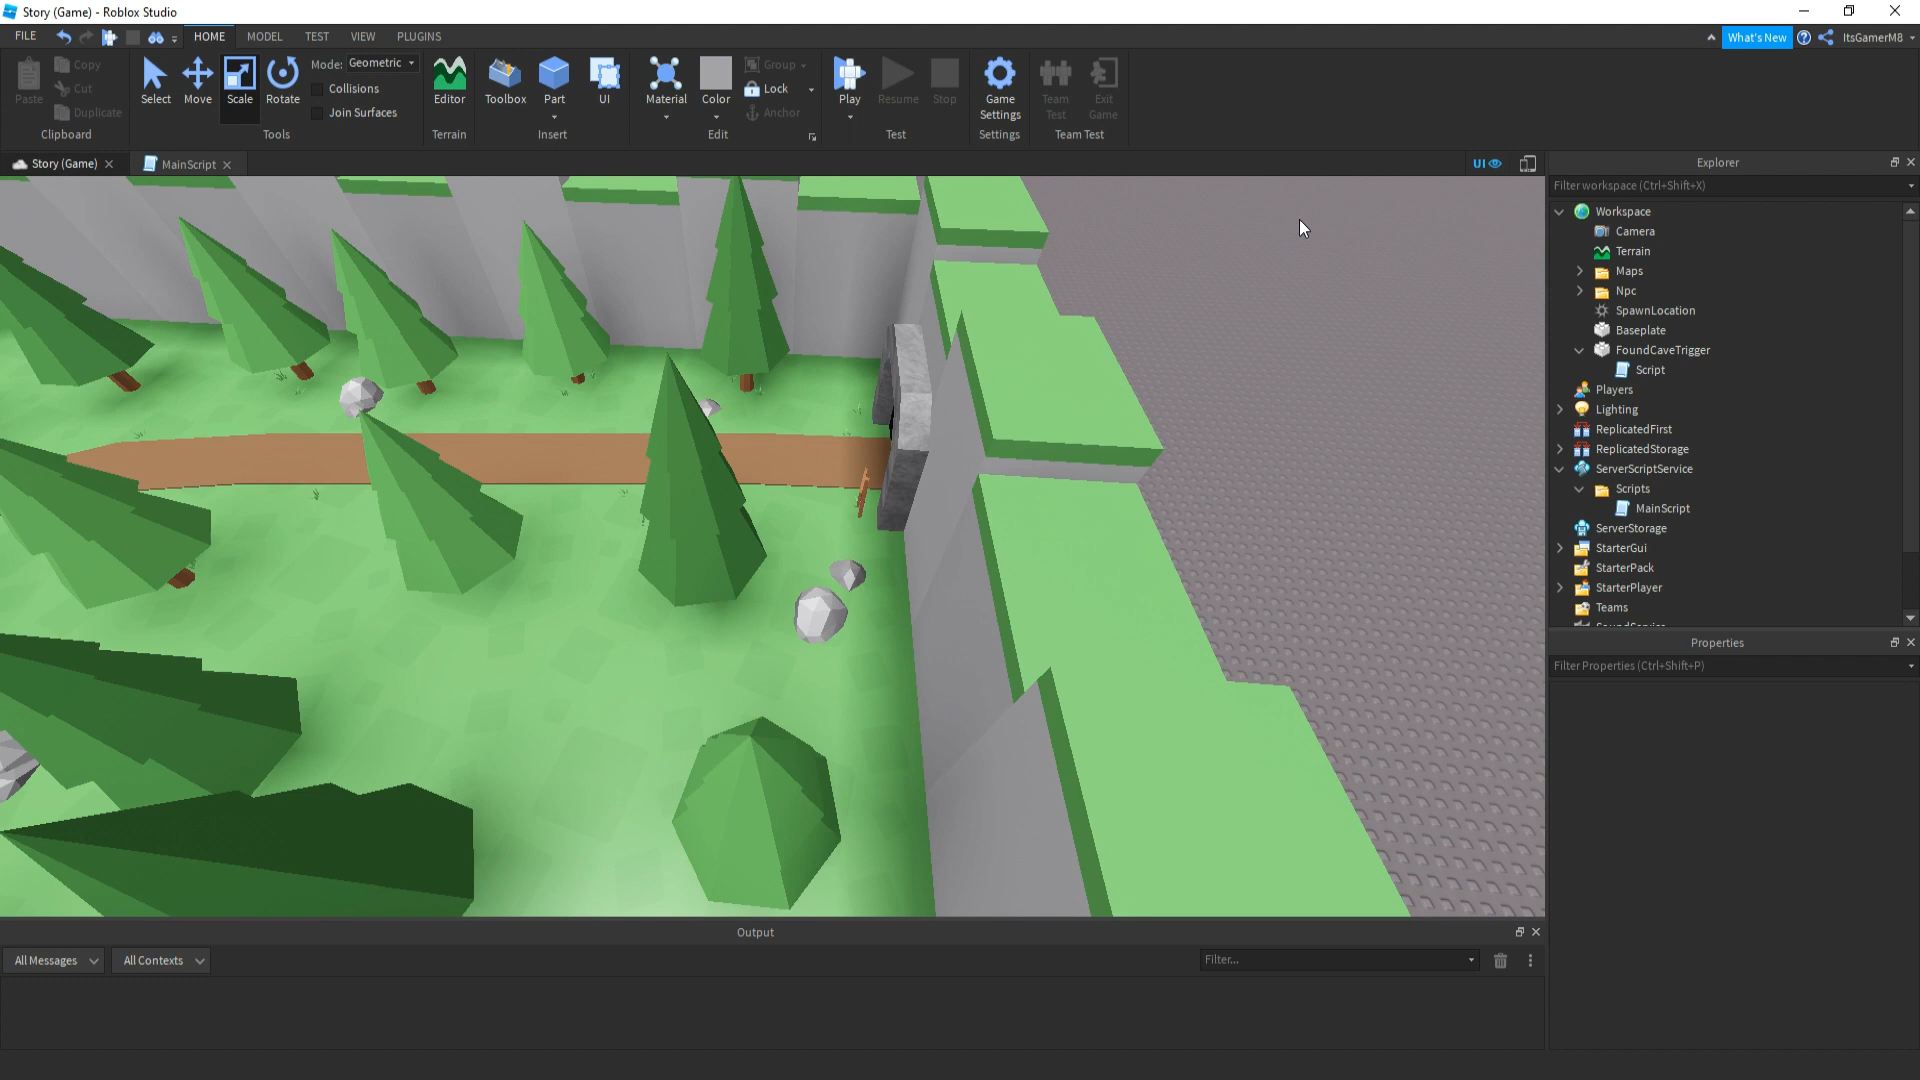 Story (Game) - Roblox Studio
FILE HOME MODEL TEST VIEW PLUGINS What's New ItsGamerM8
Paste Copy Cut Duplicate Clipboard
Select Move Scale Rotate Mode: Geometric Collisions Join Surfaces Tools
Editor Terrain
Toolbox Part UI Insert
Material Color Group Lock Anchor Edit
Play Resume Stop Test
Game Settings Settings
Team Test Exit Game Team Test
Story (Game) MainScript UI
Explorer
Filter workspace (Ctrl+Shift+X)
Workspace
Camera
Terrain
Maps
Npc
SpawnLocation
Baseplate
FoundCaveTrigger
Script
Players
Lighting
ReplicatedFirst
ReplicatedStorage
ServerScriptService
Scripts
MainScript
ServerStorage
StarterGui
StarterPack
StarterPlayer
Teams
Properties
Filter Properties (Ctrl+Shift+P)
Output
All Messages All Contexts Filter...